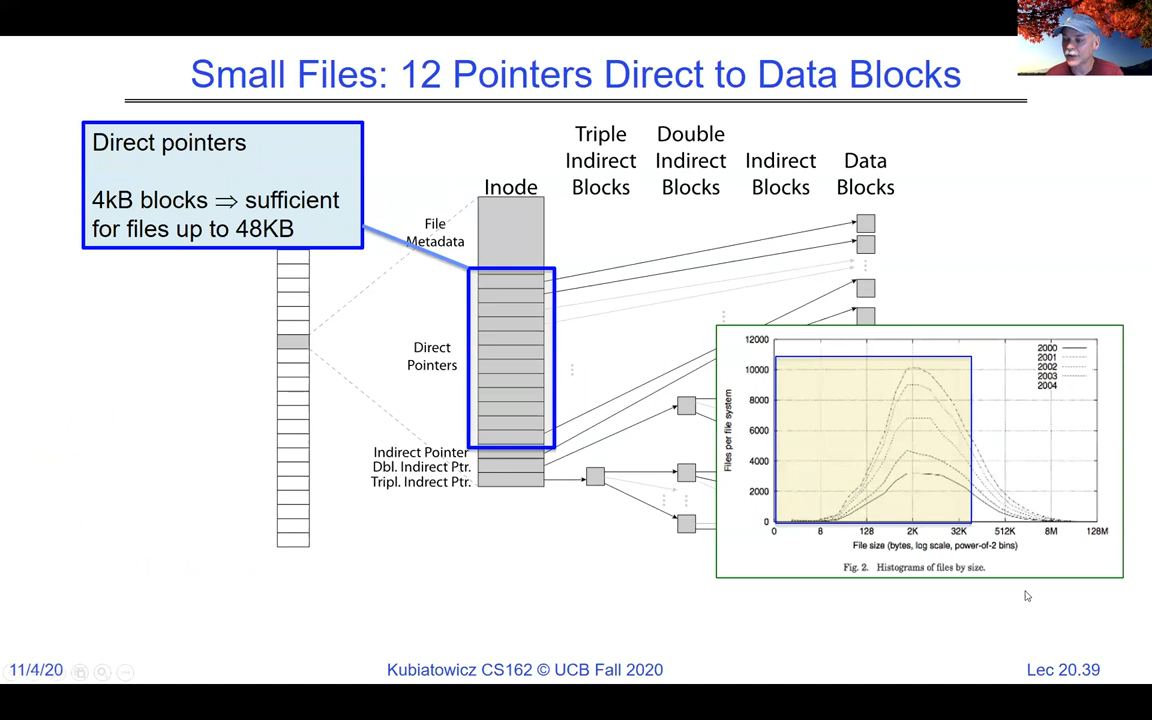 Small Files: 12 Pointers Direct to Data Blocks
Direct pointers
4kB blocks ⇒ sufficient
for files up to 48KB
Triple
Indirect
Blocks
Double
Indirect
Blocks
Indirect
Blocks
Data
Blocks
Inode
File
Metadata
Direct
Pointers
Indirect Pointer
Dbl. Indirect Ptr.
Tripl. Indirect Ptr.
Files per file system
12000
10000
8000
6000
4000
2000
0
2000
2001
2002
2003
2004
0 8 128 2K 32K 512K 8M 128M
File size (bytes, log scale, power-of-2 bins)
Fig. 2. Histograms of files by size.
11/4/20
Kubiatowicz CS162 © UCB Fall 2020
Lec 20.39